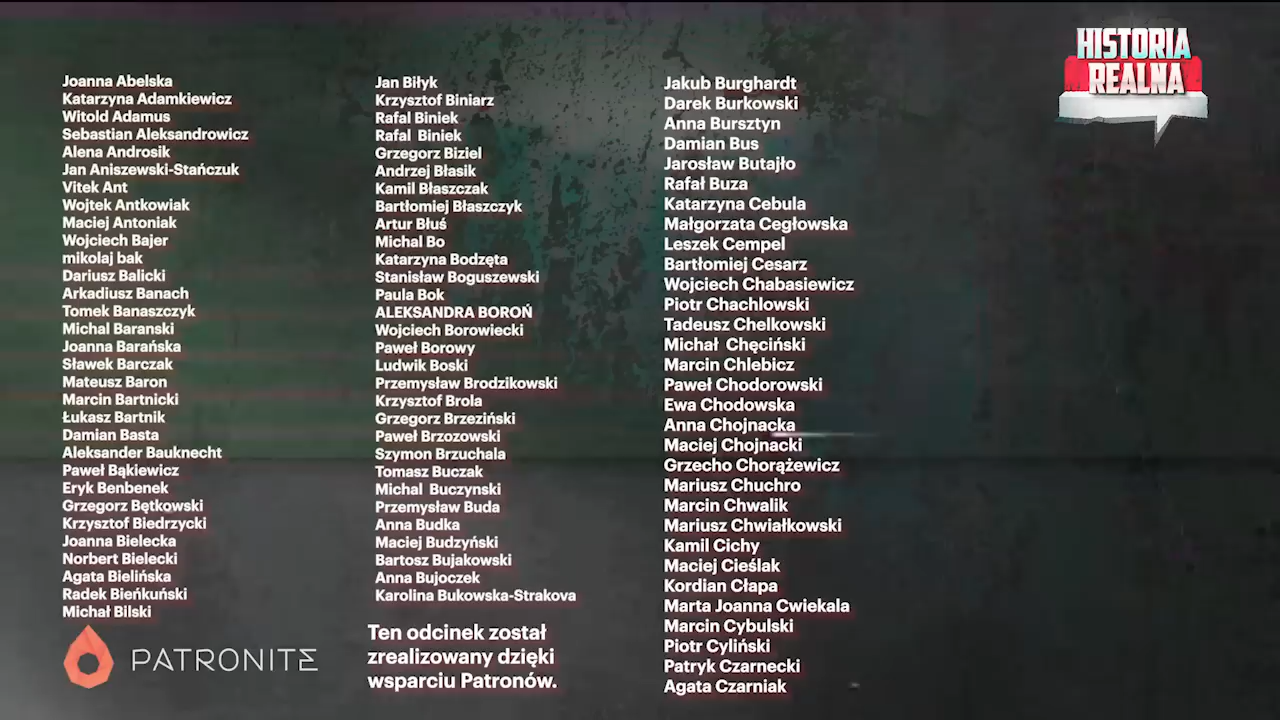 HISTORIA
REALNA
Joanna Abelska
Katarzyna Adamkiewicz
Witold Adamus
Sebastian Aleksandrowicz
Alena Androsik
Jan Aniszewski-Stańczuk
Vitek Ant
Wojtek Antkowiak
Maciej Antoniak
Wojciech Bajer
mikolaj bak
Dariusz Balicki
Arkadiusz Banach
Tomek Banaszczyk
Michal Baranski
Joanna Barańska
Sławek Barczak
Mateusz Baron
Marcin Bartnicki
Łukasz Bartnik
Damian Basta
Aleksander Bauknecht
Paweł Bąkiewicz
Eryk Benbenek
Grzegorz Bętkowski
Krzysztof Biedrzycki
Joanna Bielecka
Norbert Bielecki
Agata Bielińska
Radek Bieńkuński
Michał Bilski
PATRONITE
Jan Biłyk
Krzysztof Biniarz
Rafal Biniek
Rafal  Biniek
Grzegorz Biziel
Andrzej Błasik
Kamil Błaszczak
Bartłomiej Błaszczyk
Artur Błuś
Michal Bo
Katarzyna Bodzęta
Stanisław Boguszewski
Paula Bok
ALEKSANDRA BOROŃ
Wojciech Borowiecki
Paweł Borowy
Ludwik Boski
Przemysław Brodzikowski
Krzysztof Brola
Grzegorz Brzeziński
Paweł Brzozowski
Szymon Brzuchala
Tomasz Buczak
Michal  Buczynski
Przemysław Buda
Anna Budka
Maciej Budzyński
Bartosz Bujakowski
Anna Bujoczek
Karolina Bukowska-Strakova
Ten odcinek został
zrealizowany dzięki
wsparciu Patronów.
Jakub Burghardt
Darek Burkowski
Anna Bursztyn
Damian Bus
Jarosław Butajło
Rafał Buza
Katarzyna Cebula
Małgorzata Cegłowska
Leszek Cempel
Bartłomiej Cesarz
Wojciech Chabasiewicz
Piotr Chachlowski
Tadeusz Chelkowski
Michał  Chęciński
Marcin Chlebicz
Paweł Chodorowski
Ewa Chodowska
Anna Chojnacka
Maciej Chojnacki
Grzecho Chorążewicz
Mariusz Chuchro
Marcin Chwalik
Mariusz Chwiałkowski
Kamil Cichy
Maciej Cieślak
Kordian Cłapa
Marta Joanna Cwiekala
Marcin Cybulski
Piotr Cyliński
Patryk Czarnecki
Agata Czarniak